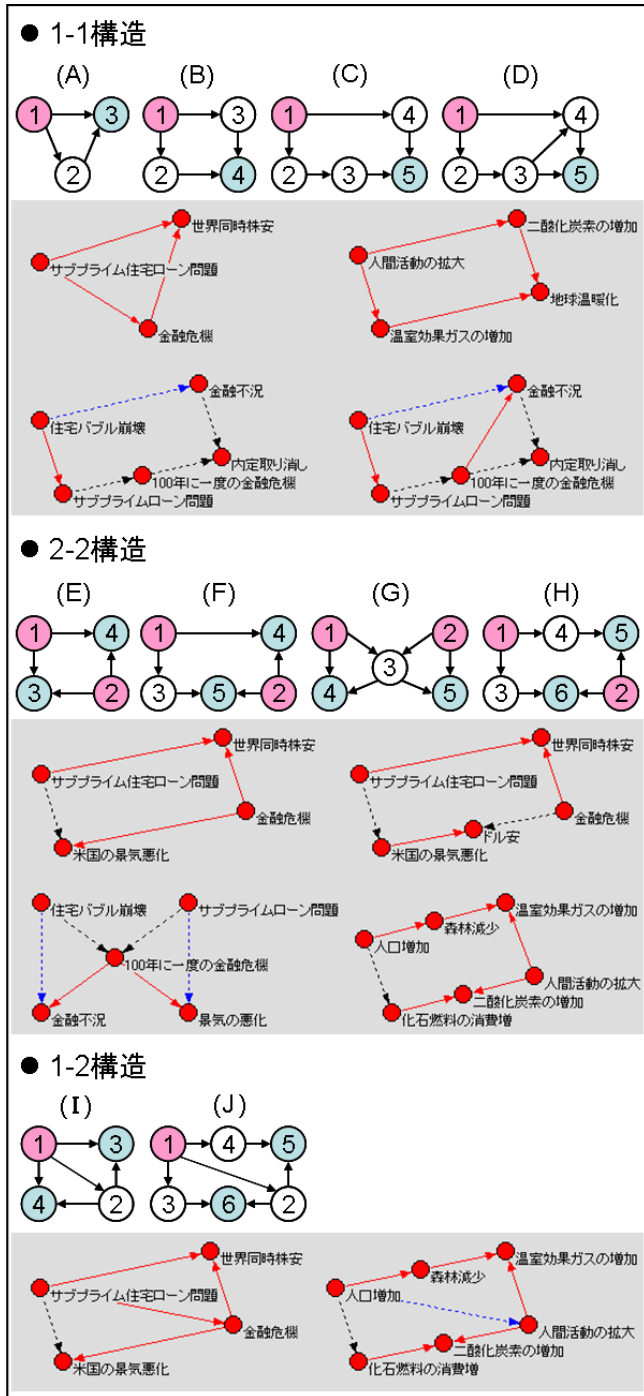 ● 1-1構造
(A) (B) (C) (D)
1 3 1 3 1 4 1 4
2 2 4 2 3 5 2 3 5
世界同時株安 二酸化炭素の増加
サブプライム住宅ローン問題 人間活動の拡大
地球温暖化
金融危機 温室効果ガスの増加
金融不況 金融不況
住宅バブル崩壊 住宅バブル崩壊
内定取り消し 内定取り消し
100年に一度の金融危機 100年に一度の金融危機
サブプライムローン問題 サブプライムローン問題
● 2-2構造
(E) (F) (G) (H)
1 4 1 4 1 2 1 4 5
3
3 2 3 5 2 4 5 3 6 2
世界同時株安 世界同時株安
サブプライム住宅ローン問題 サブプライム住宅ローン問題
金融危機 金融危機
ドル安
米国の景気悪化 米国の景気悪化
住宅バブル崩壊 サブプライムローン問題 温室効果ガスの増加
森林減少
人口増加
100年に一度の金融危機
人間活動の拡大
二酸化炭素の増加
金融不況 景気の悪化 化石燃料の消費増
● 1-2構造
(I) (J)
1 3 1 4 5
4 2 3 6 2
世界同時株安 温室効果ガスの増加
森林減少
サブプライム住宅ローン問題 人口増加
金融危機 人間活動の拡大
二酸化炭素の増加
米国の景気悪化 化石燃料の消費増